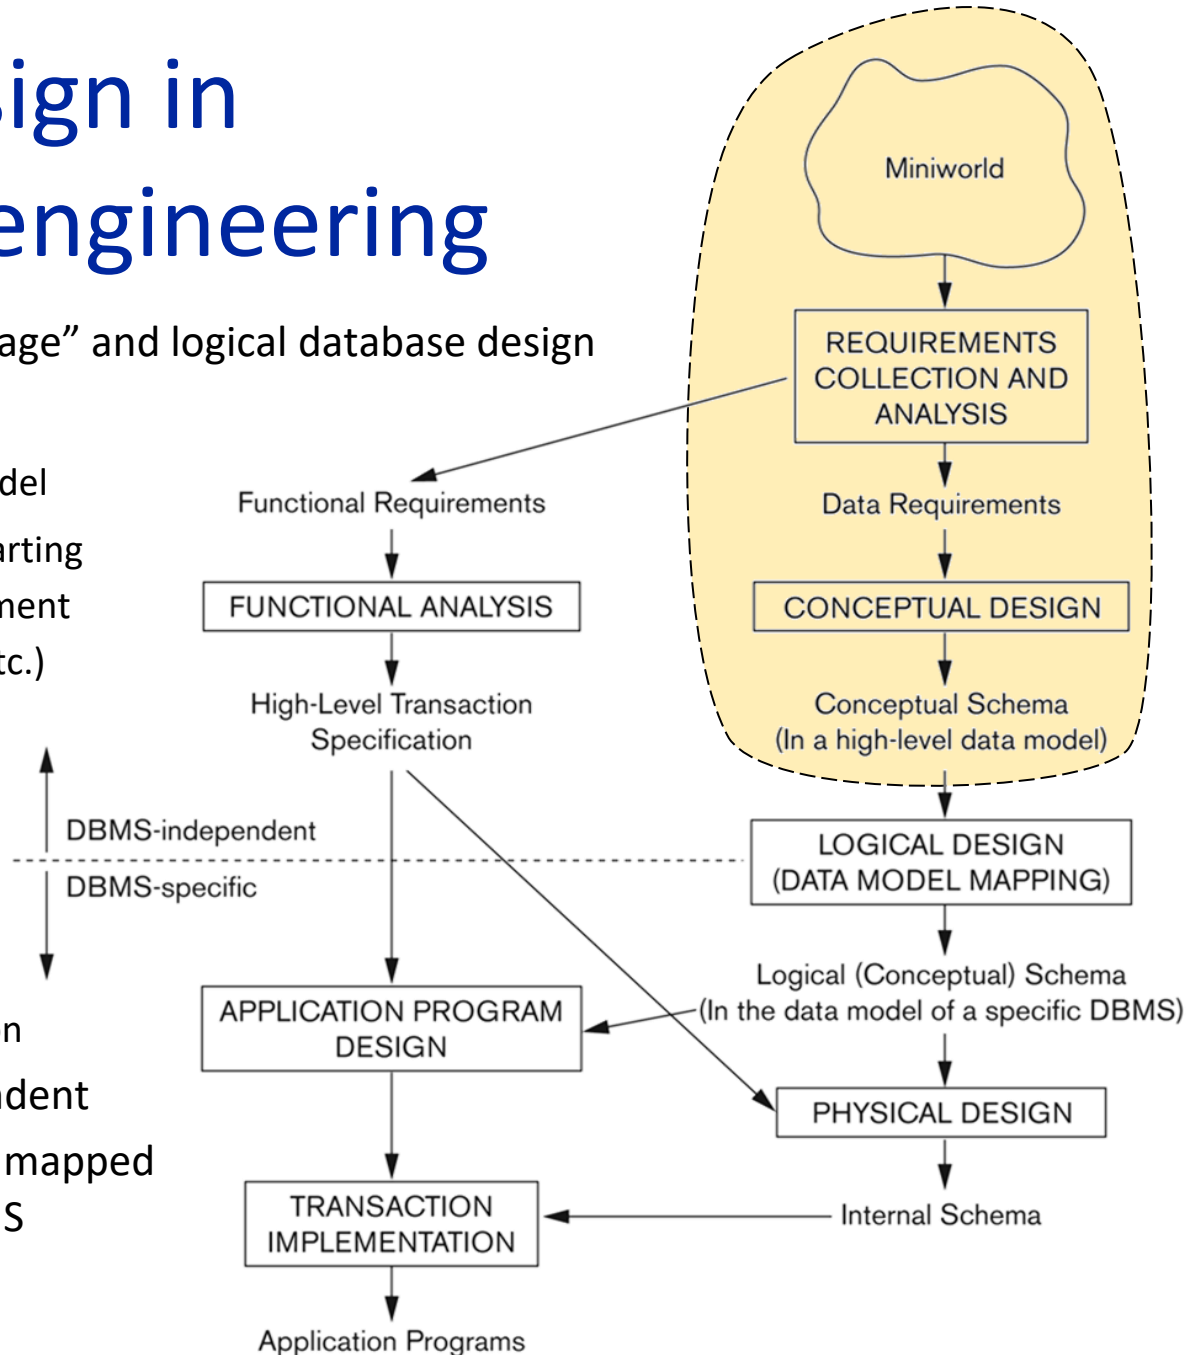 sign in
engineering
age” and logical database design
del
arting
ment
tc.)
on
ndent
mapped
S
Miniworld
REQUIREMENTS
COLLECTION AND
ANALYSIS
Functional Requirements
Data Requirements
FUNCTIONAL ANALYSIS
CONCEPTUAL DESIGN
High-Level Transaction
Specification
Conceptual Schema
(In a high-level data model)
DBMS-independent
DBMS-specific
LOGICAL DESIGN
(DATA MODEL MAPPING)
Logical (Conceptual) Schema
(In the data model of a specific DBMS)
APPLICATION PROGRAM
DESIGN
PHYSICAL DESIGN
TRANSACTION
IMPLEMENTATION
Internal Schema
Application Programs